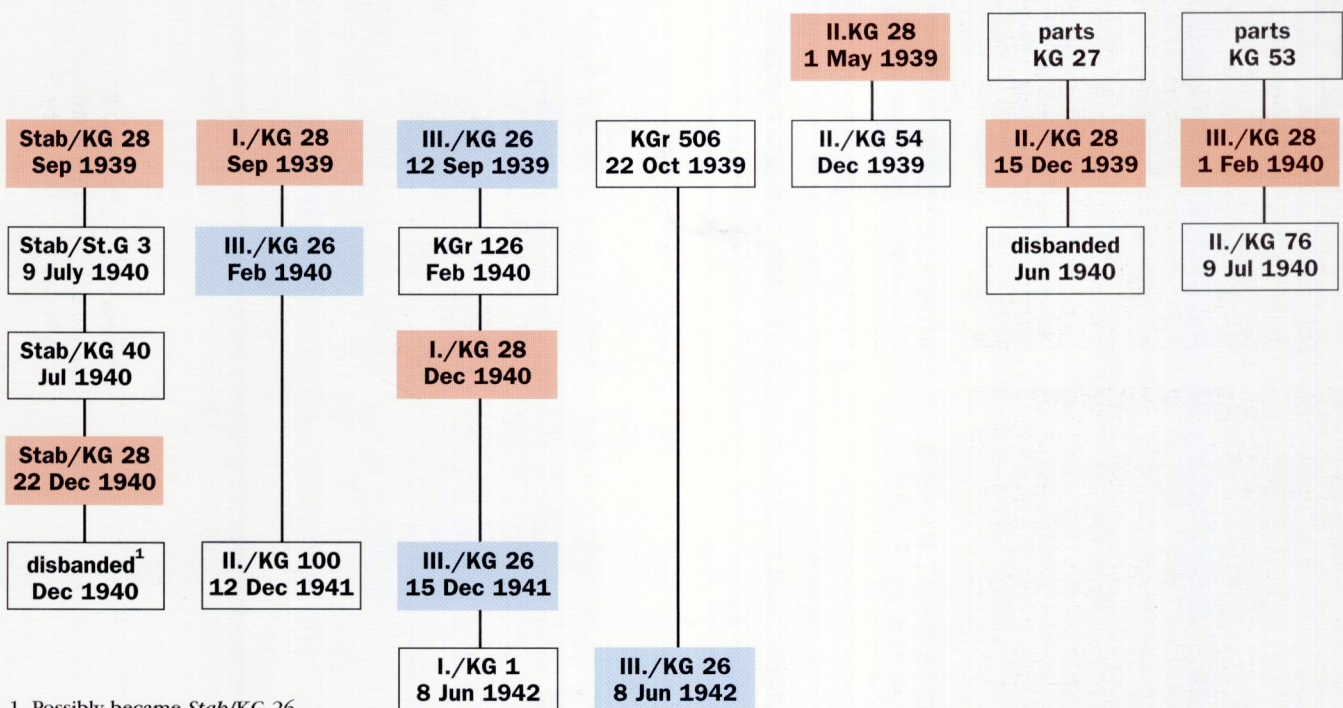 II.KG 28
1 May 1939
parts
KG 27
parts
KG 53
Stab/KG 28
Sep 1939
I./KG 28
Sep 1939
III./KG 26
12 Sep 1939
KGr 506
22 Oct 1939
II./KG 54
Dec 1939
II./KG 28
15 Dec 1939
III./KG 28
1 Feb 1940
Stab/St.G 3
9 July 1940
III./KG 26
Feb 1940
KGr 126
Feb 1940
disbanded
Jun 1940
II./KG 76
9 Jul 1940
Stab/KG 40
Jul 1940
I./KG 28
Dec 1940
Stab/KG 28
22 Dec 1940
disbanded¹
Dec 1940
II./KG 100
12 Dec 1941
III./KG 26
15 Dec 1941
I./KG 1
8 Jun 1942
III./KG 26
8 Jun 1942
1. Possibly became Stab/KG 26